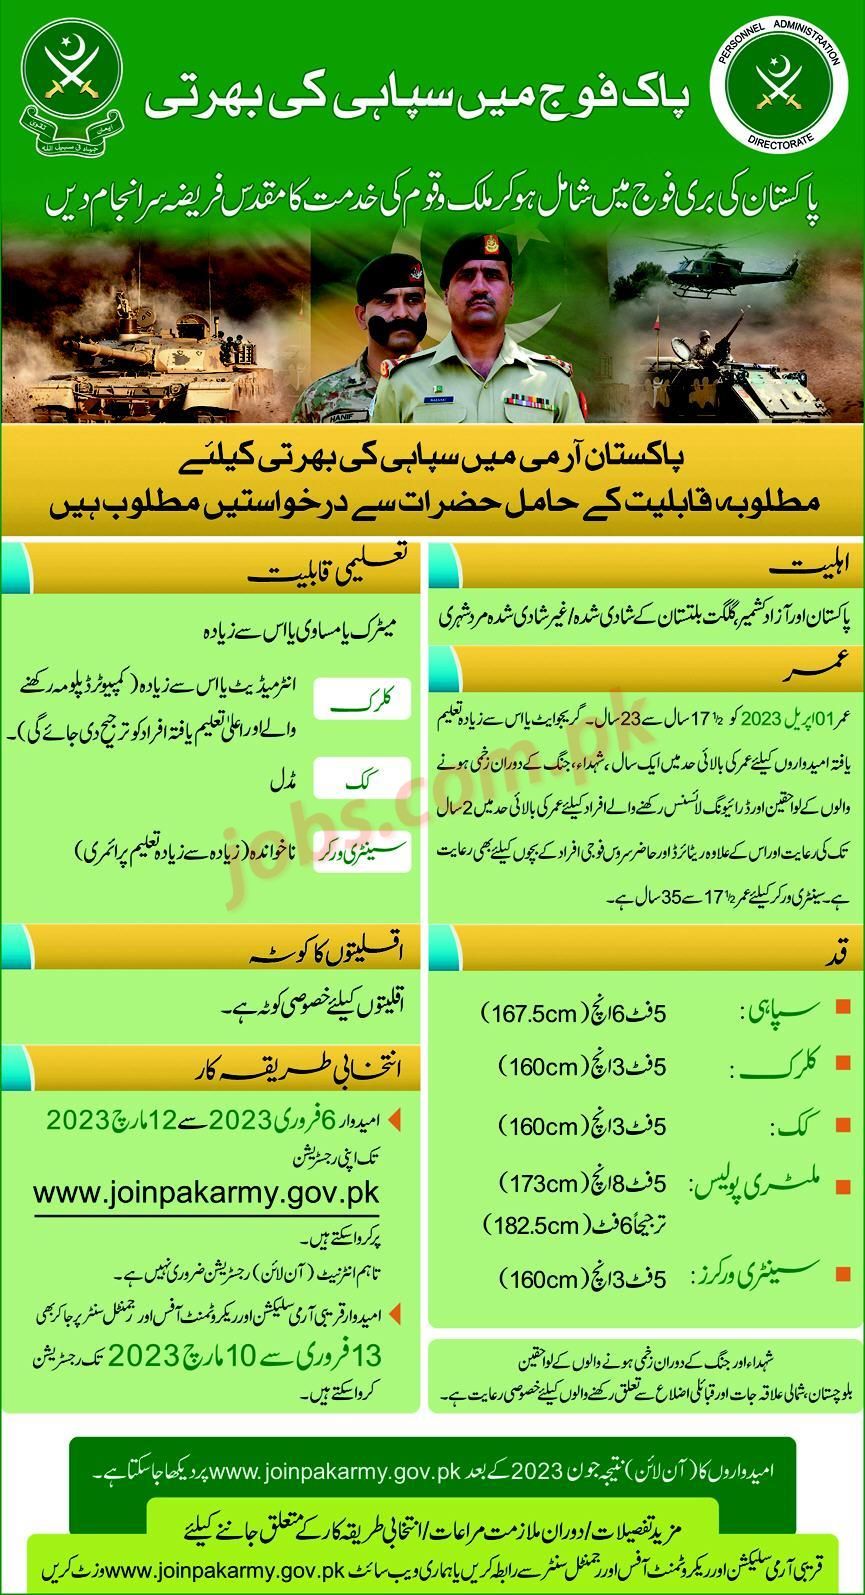 PERSONNEL ADMINISTRATION
DIRECTORATE
ایمان تقویٰ
جہاد فی سبیل اللہ
پاک فوج میں سپاہی کی بھرتی
پاکستان کی بری فوج میں شامل ہو کر ملک و قوم کی خدمت کا مقدس فریضہ سرانجام دیں
HANIF
پاکستان آرمی میں سپاہی کی بھرتی کیلئے
مطلوبہ قابلیت کے حامل حضرات سے درخواستیں مطلوب ہیں
اہلیت
پاکستان اور آزاد کشمیر، گلگت بلتستان کے شادی شدہ/غیر شادی شدہ مرد شہری
عمر
عمر 01 اپریل 2023 کو 17½ سال سے 23 سال۔ گریجوایٹ یا اس سے زیادہ تعلیم
یافتہ امیدواروں کیلئے عمر کی بالائی حد میں ایک سال، شہداء، جنگ کے دوران زخمی ہونے
والوں کے لواحقین اور ڈرائیونگ لائسنس رکھنے والے افراد کیلئے عمر کی بالائی حد میں 2 سال
تک کی رعایت اور اس کے علاوہ ریٹائرڈ اور حاضر سروس فوجی افراد کے بچوں کیلئے بھی رعایت
ہے۔ سینٹری ورکر کیلئے عمر 17½ سے 35 سال ہے۔
قد
سپاہی: 5 فٹ 6 انچ (167.5cm)
کلرک: 5 فٹ 3 انچ (160cm)
کک: 5 فٹ 3 انچ (160cm)
ملٹری پولیس: 5 فٹ 8 انچ (173cm)
ترجیحاً 6 فٹ (182.5cm)
سینٹری ورکرز: 5 فٹ 3 انچ (160cm)
شہداء اور جنگ کے دوران زخمی ہونے والوں کے لواحقین
بلوچستان، شمالی علاقہ جات اور قبائلی اضلاع سے تعلق رکھنے والوں کیلئے خصوصی رعایت ہے۔
تعلیمی قابلیت
میٹرک یا مساوی یا اس سے زیادہ
کلرک انٹرمیڈیٹ یا اس سے زیادہ (کمپیوٹر ڈپلومہ رکھنے
والے اور اعلیٰ تعلیم یافتہ افراد کو ترجیح دی جائے گی)۔
کک مڈل
سینٹری ورکر ناخواندہ (زیادہ سے زیادہ تعلیم پرائمری)
اقلیتوں کا کوٹہ
اقلیتوں کیلئے خصوصی کوٹہ ہے۔
انتخابی طریقہ کار
امیدوار 6 فروری 2023 سے 12 مارچ 2023
تک اپنی رجسٹریشن
www.joinpakarmy.gov.pk
پر کروا سکتے ہیں۔
تاہم انٹرنیٹ (آن لائن) رجسٹریشن ضروری نہیں ہے۔
امیدوار قریبی آرمی سلیکشن اور ریکروٹمنٹ آفس اور رجمنٹل سنٹر پر جا کر بھی
13 فروری سے 10 مارچ 2023 تک رجسٹریشن
کروا سکتے ہیں۔
jobs.com.pk
امیدواروں کا (آن لائن) نتیجہ جون 2023 کے بعد www.joinpakarmy.gov.pk پر دیکھا جا سکتا ہے۔
مزید تفصیلات/دوران ملازمت مراعات/انتخابی طریقہ کار کے متعلق جاننے کیلئے
قریبی آرمی سلیکشن اور ریکروٹمنٹ آفس اور رجمنٹل سنٹر سے رابطہ کریں یا ہماری ویب سائٹ www.joinpakarmy.gov.pk وزٹ کریں